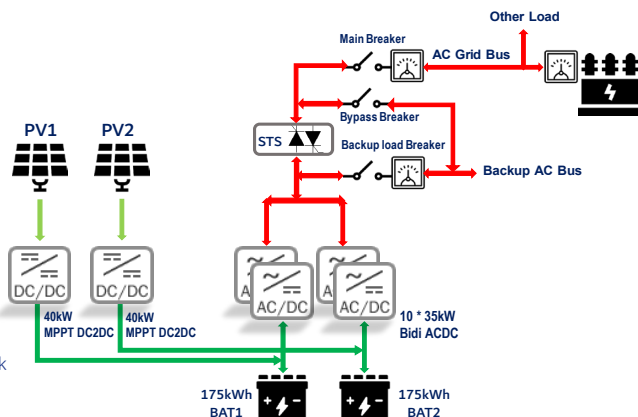 Other Load
Main Breaker
AC Grid Bus
Bypass Breaker
PV1
PV2
STS
Backup load Breaker
Backup AC Bus
DC/DC
DC/DC
AC/DC
AC/DC
40kW
MPPT DC2DC
40kW
MPPT DC2DC
10 * 35kW
Bidi ACDC
k
175kWh
BAT1
175kWh
BAT2